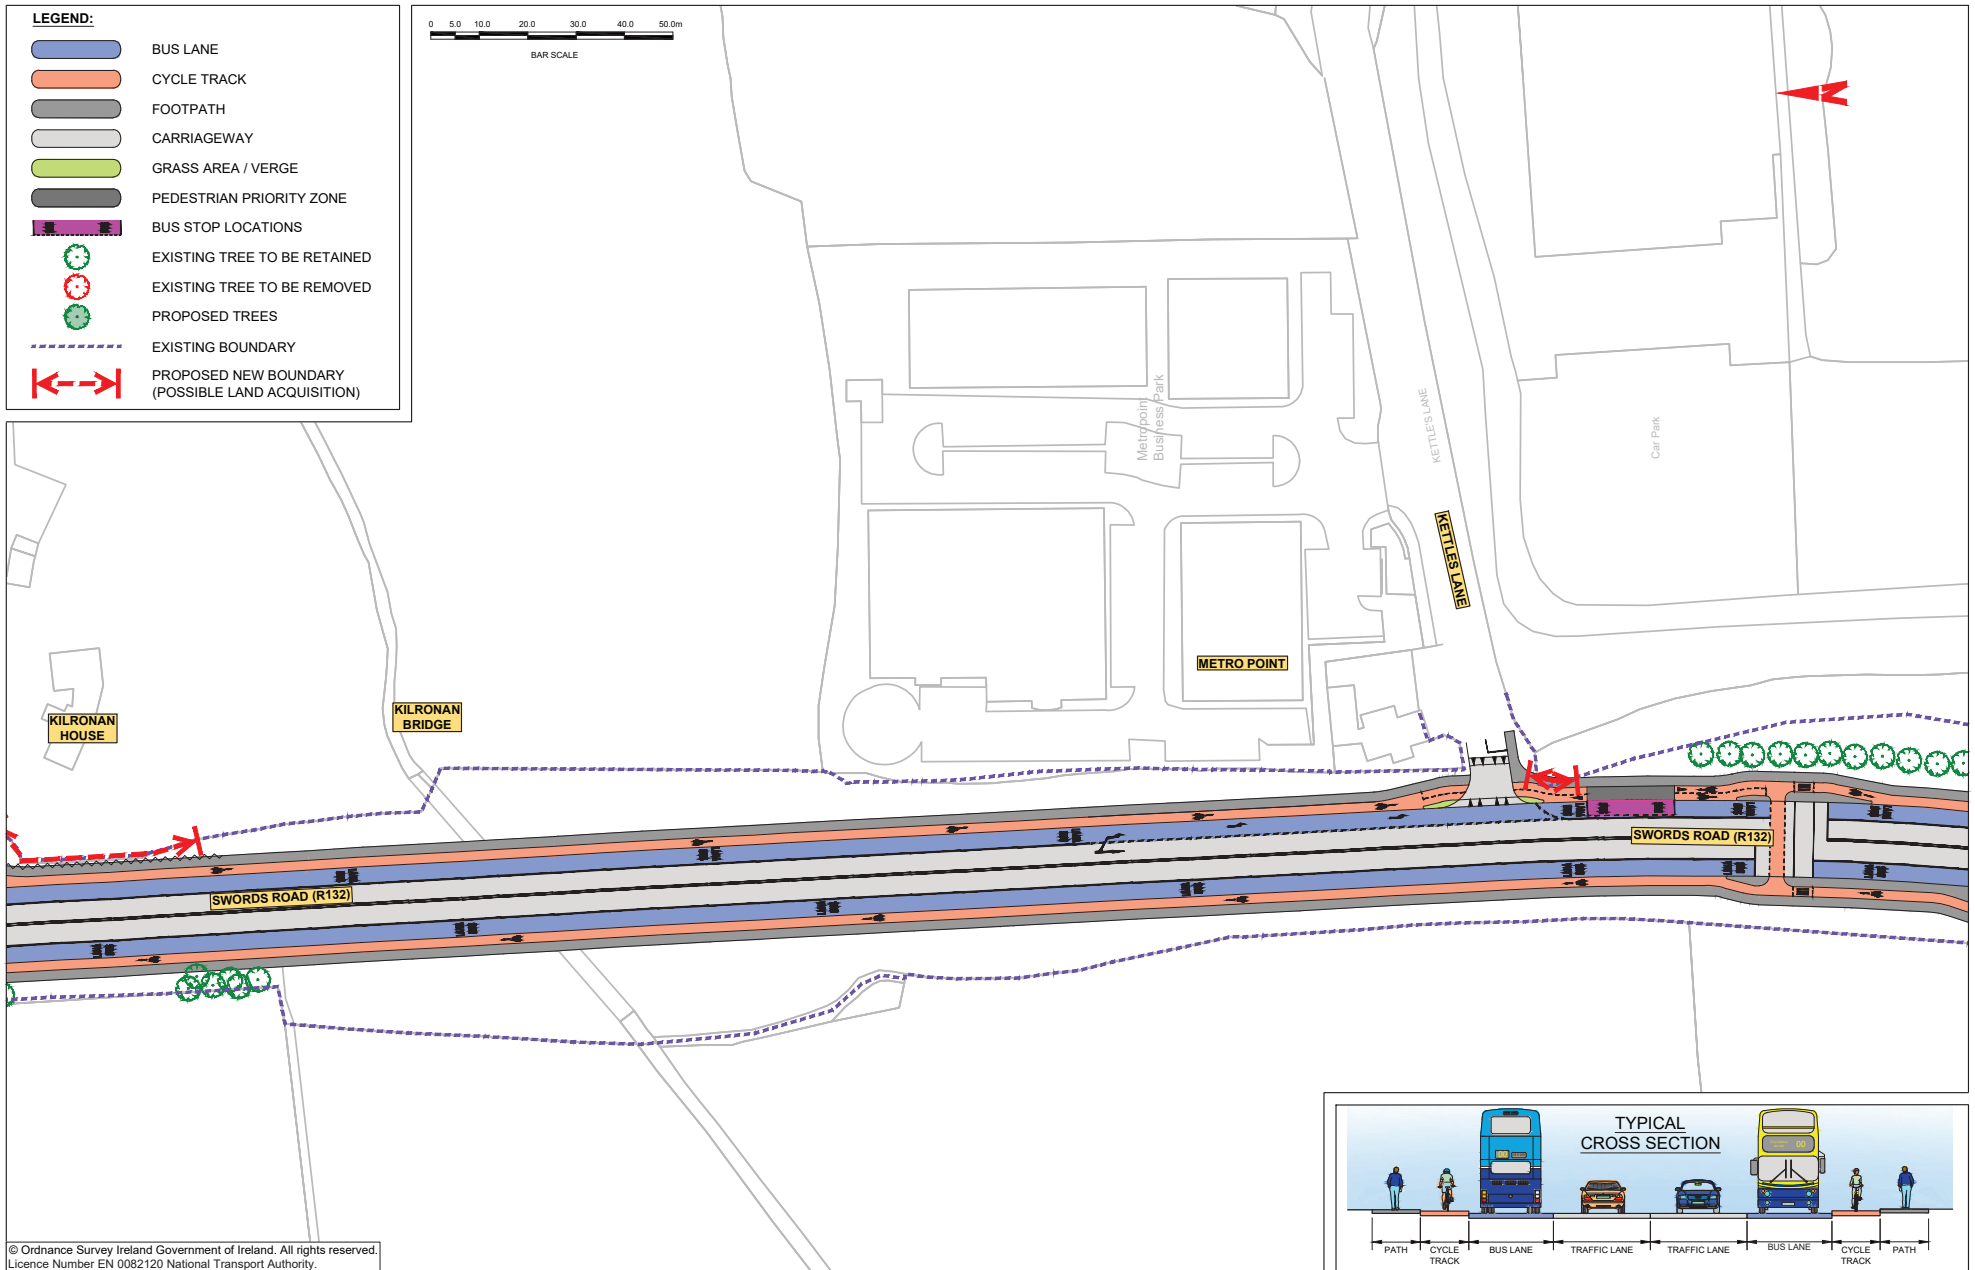 LEGEND:
BUS LANE
CYCLE TRACK
FOOTPATH
CARRIAGEWAY
GRASS AREA / VERGE
PEDESTRIAN PRIORITY ZONE
BUS STOP LOCATIONS
EXISTING TREE TO BE RETAINED
EXISTING TREE TO BE REMOVED
PROPOSED TREES
EXISTING BOUNDARY
PROPOSED NEW BOUNDARY
(POSSIBLE LAND ACQUISITION)
0 5.0 10.0 20.0 30.0 40.0 50.0m
BAR SCALE
N
Metropoint
Business Park
KETTLE'S LANE
Car Park
KETTLES LANE
METRO POINT
KILRONAN
HOUSE
KILRONAN
BRIDGE
SWORDS ROAD (R132)
SWORDS ROAD (R132)
TYPICAL
CROSS SECTION
00
00
PATH
CYCLE
TRACK
BUS LANE
TRAFFIC LANE
TRAFFIC LANE
BUS LANE
CYCLE
TRACK
PATH
© Ordnance Survey Ireland Government of Ireland. All rights reserved.
Licence Number EN 0082120 National Transport Authority.